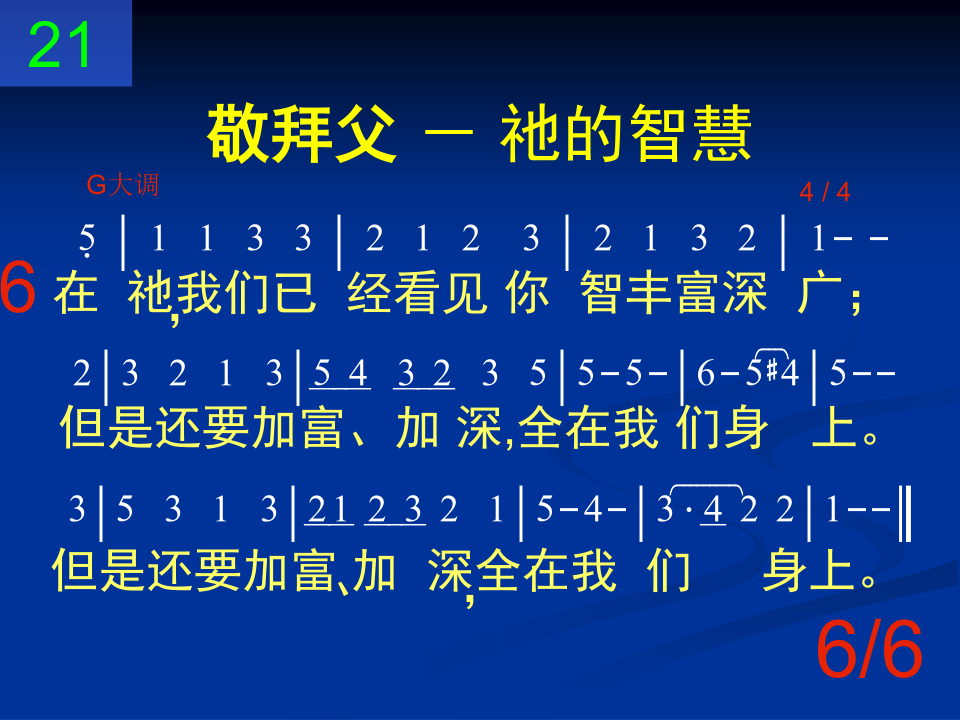 21
敬拜父 － 祂的智慧
G大调 4 / 4
5̣ | 1 1 3 3 | 2 1 2 3 | 2 1 3 2 | 1 – –
6 在 祂,我们已 经看见 你 智丰富深 广；
2 | 3 2 1 3 | 5 4 3 2 3 5 | 5 – 5 – | 6 – 5 #4 | 5 – –
但是还要加富、加 深,全在我 们身 上。
3 | 5 3 1 3 | 2 1 2 3 2 1 | 5 – 4 – | 3 · 4 2 2 | 1 – – ‖
但是还要加富、加 深,全在我 们 身上。
6/6